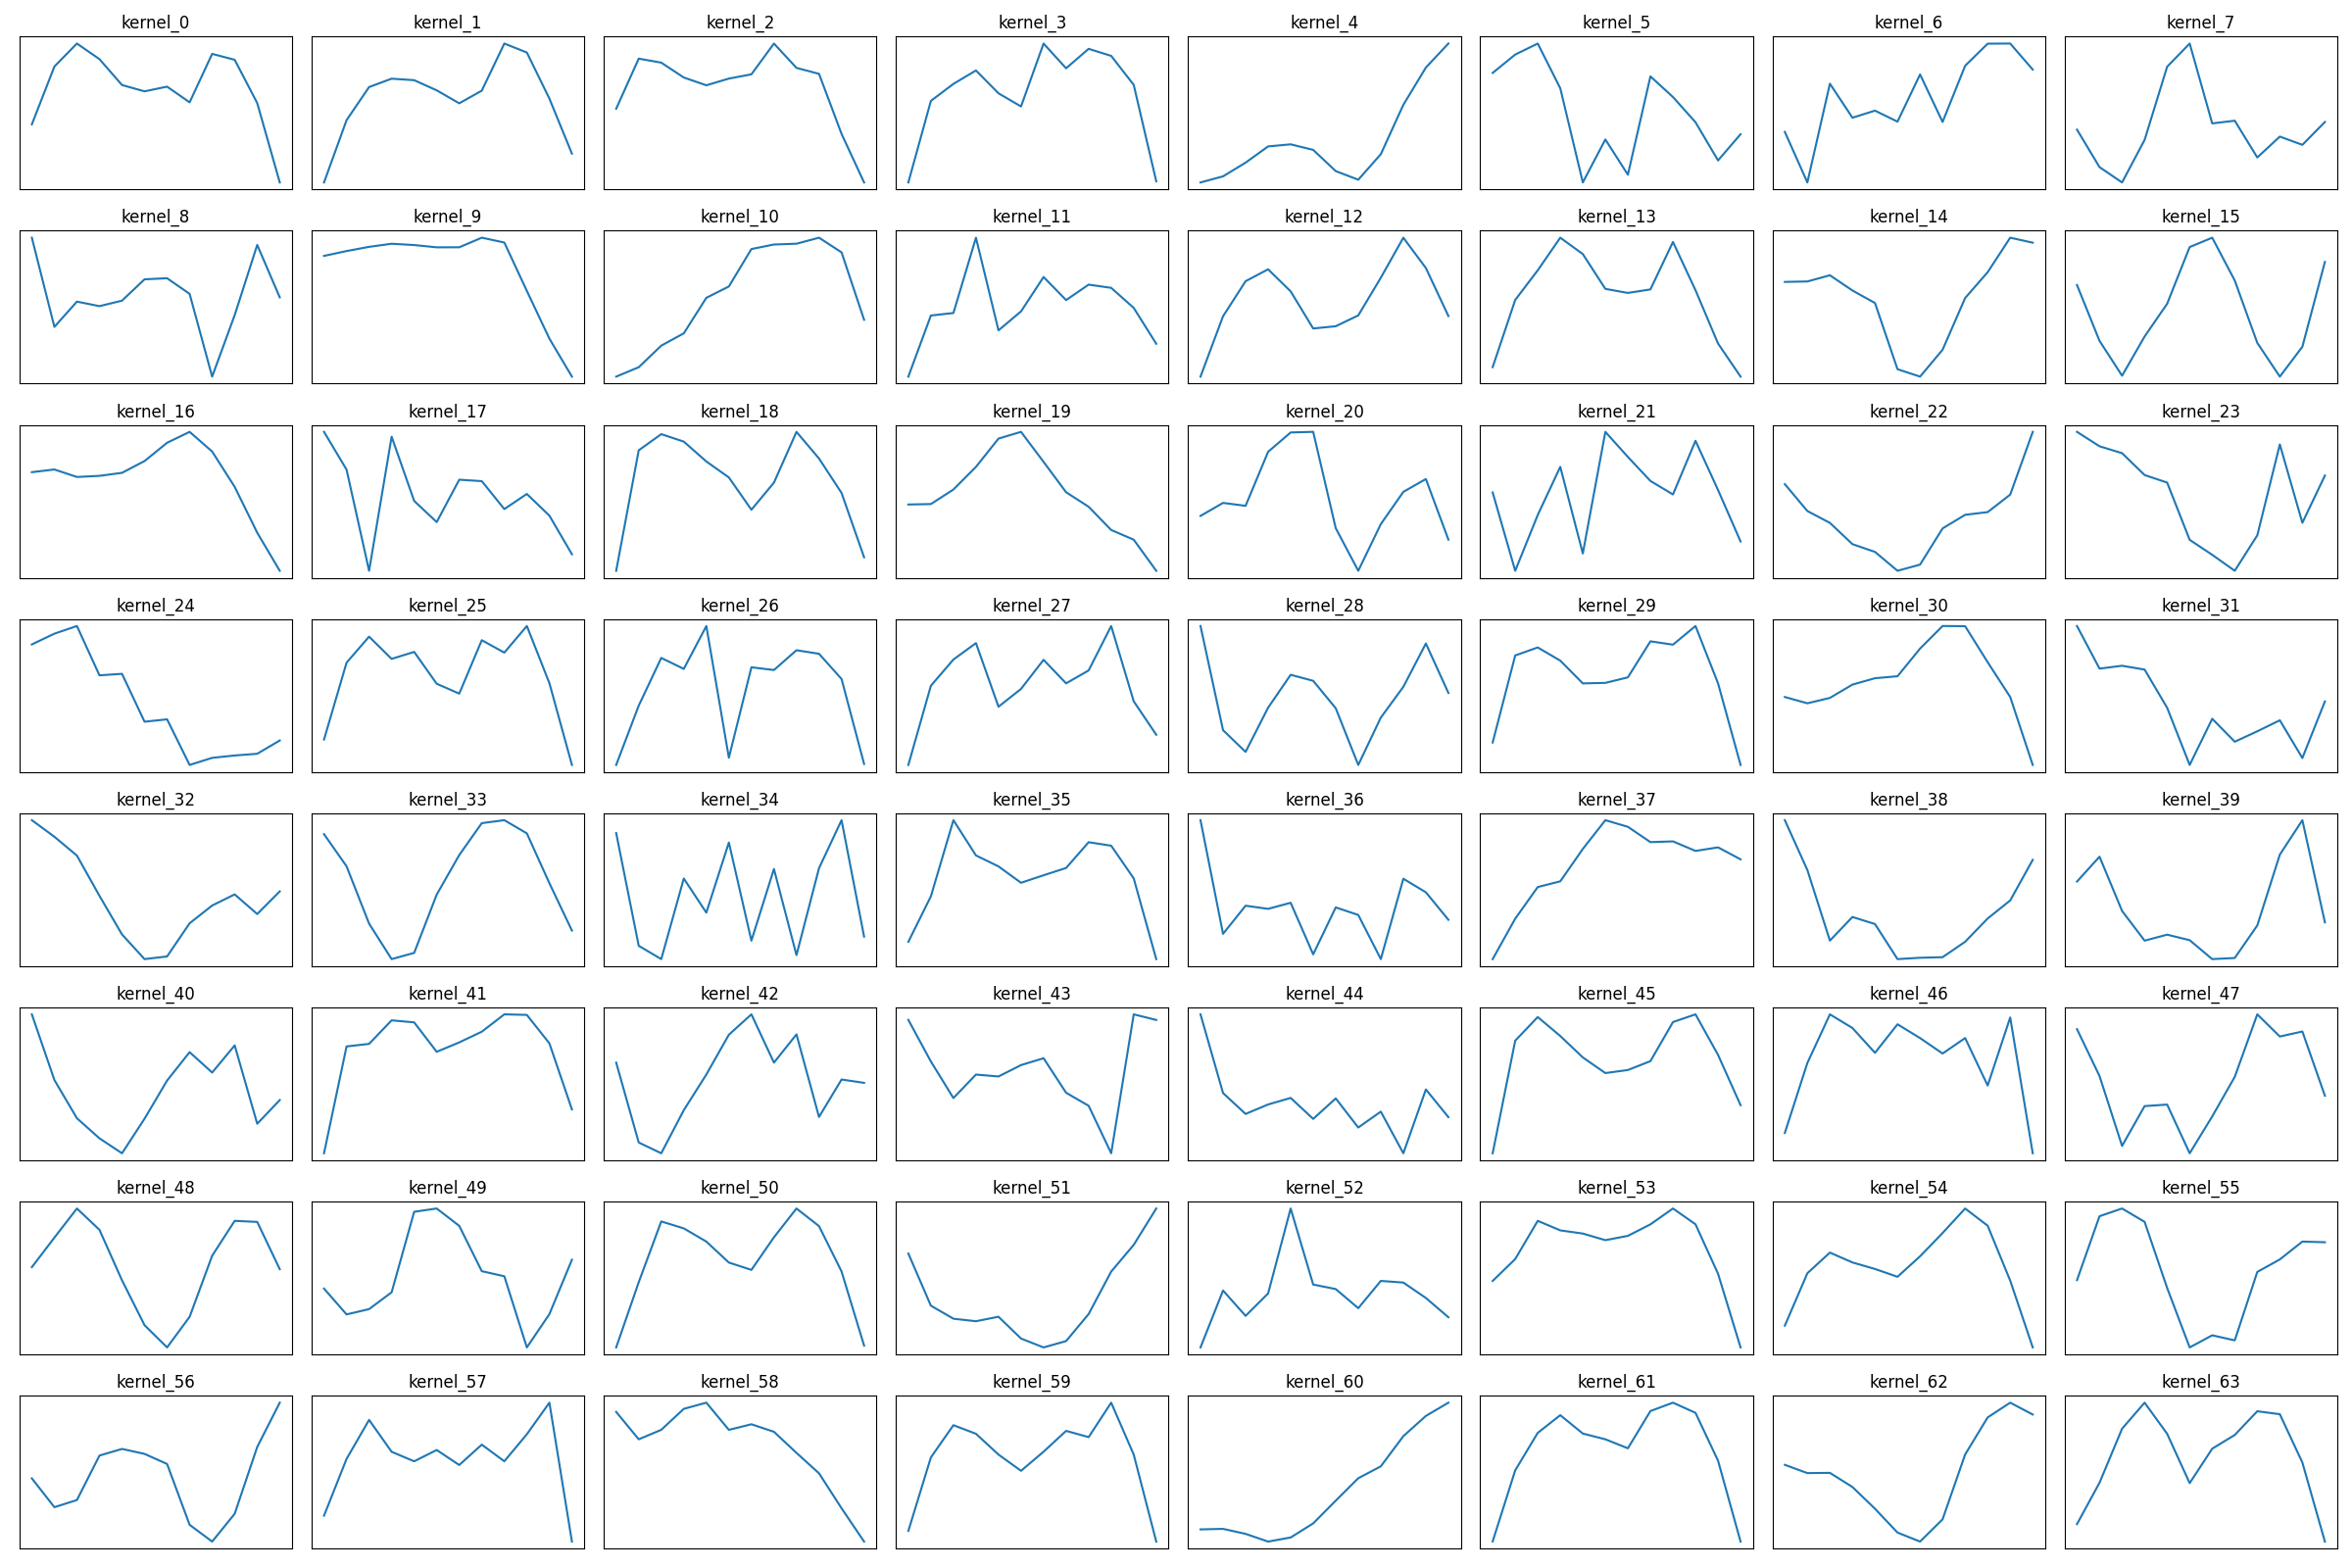 kernel_0 kernel_1 kernel_2 kernel_3 kernel_4 kernel_5 kernel_6 kernel_7
kernel_8 kernel_9 kernel_10 kernel_11 kernel_12 kernel_13 kernel_14 kernel_15
kernel_16 kernel_17 kernel_18 kernel_19 kernel_20 kernel_21 kernel_22 kernel_23
kernel_24 kernel_25 kernel_26 kernel_27 kernel_28 kernel_29 kernel_30 kernel_31
kernel_32 kernel_33 kernel_34 kernel_35 kernel_36 kernel_37 kernel_38 kernel_39
kernel_40 kernel_41 kernel_42 kernel_43 kernel_44 kernel_45 kernel_46 kernel_47
kernel_48 kernel_49 kernel_50 kernel_51 kernel_52 kernel_53 kernel_54 kernel_55
kernel_56 kernel_57 kernel_58 kernel_59 kernel_60 kernel_61 kernel_62 kernel_63